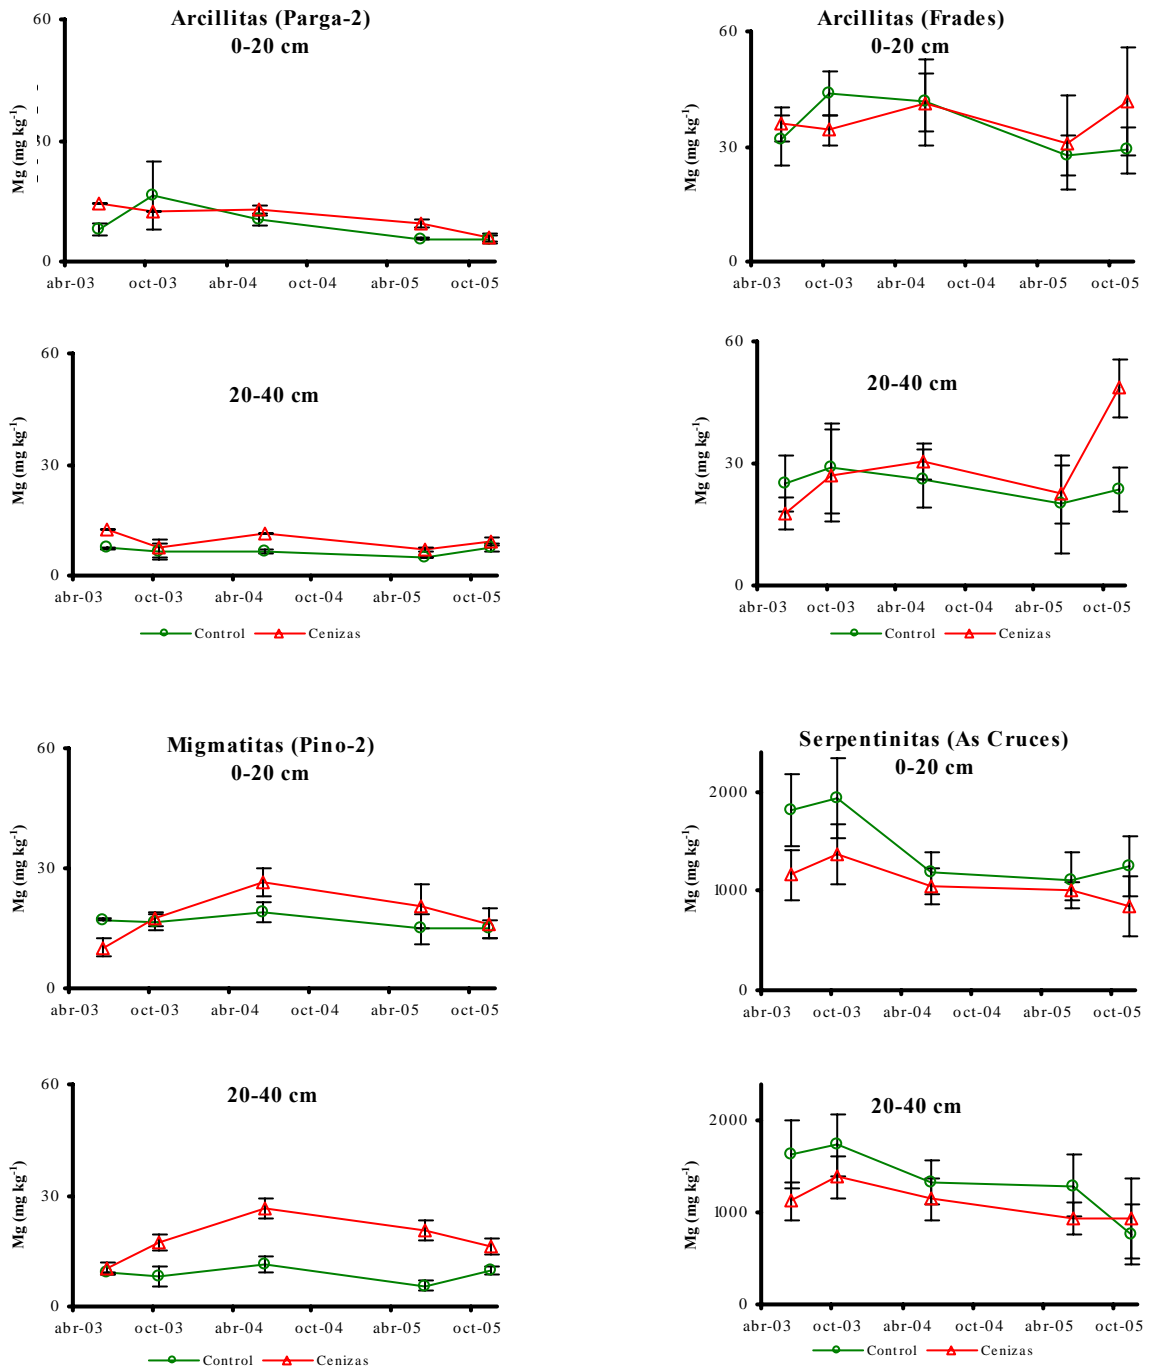 Arcillitas (Parga-2)
0-20 cm
Mg (mg kg-1)
60
30
0
abr-03 oct-03 abr-04 oct-04 abr-05 oct-05
Arcillitas (Frades)
0-20 cm
Mg (mg kg-1)
60
30
0
abr-03 oct-03 abr-04 oct-04 abr-05 oct-05
20-40 cm
Mg (mg kg-1)
60
30
0
abr-03 oct-03 abr-04 oct-04 abr-05 oct-05
Control Cenizas
20-40 cm
Mg (mg kg-1)
60
30
0
abr-03 oct-03 abr-04 oct-04 abr-05 oct-05
Control Cenizas
Migmatitas (Pino-2)
0-20 cm
Mg (mg kg-1)
60
30
0
abr-03 oct-03 abr-04 oct-04 abr-05 oct-05
Serpentinitas (As Cruces)
0-20 cm
Mg (mg kg-1)
2000
1000
0
abr-03 oct-03 abr-04 oct-04 abr-05 oct-05
20-40 cm
Mg (mg kg-1)
60
30
0
abr-03 oct-03 abr-04 oct-04 abr-05 oct-05
Control Cenizas
20-40 cm
Mg (mg kg-1)
2000
1000
0
abr-03 oct-03 abr-04 oct-04 abr-05 oct-05
Control Cenizas